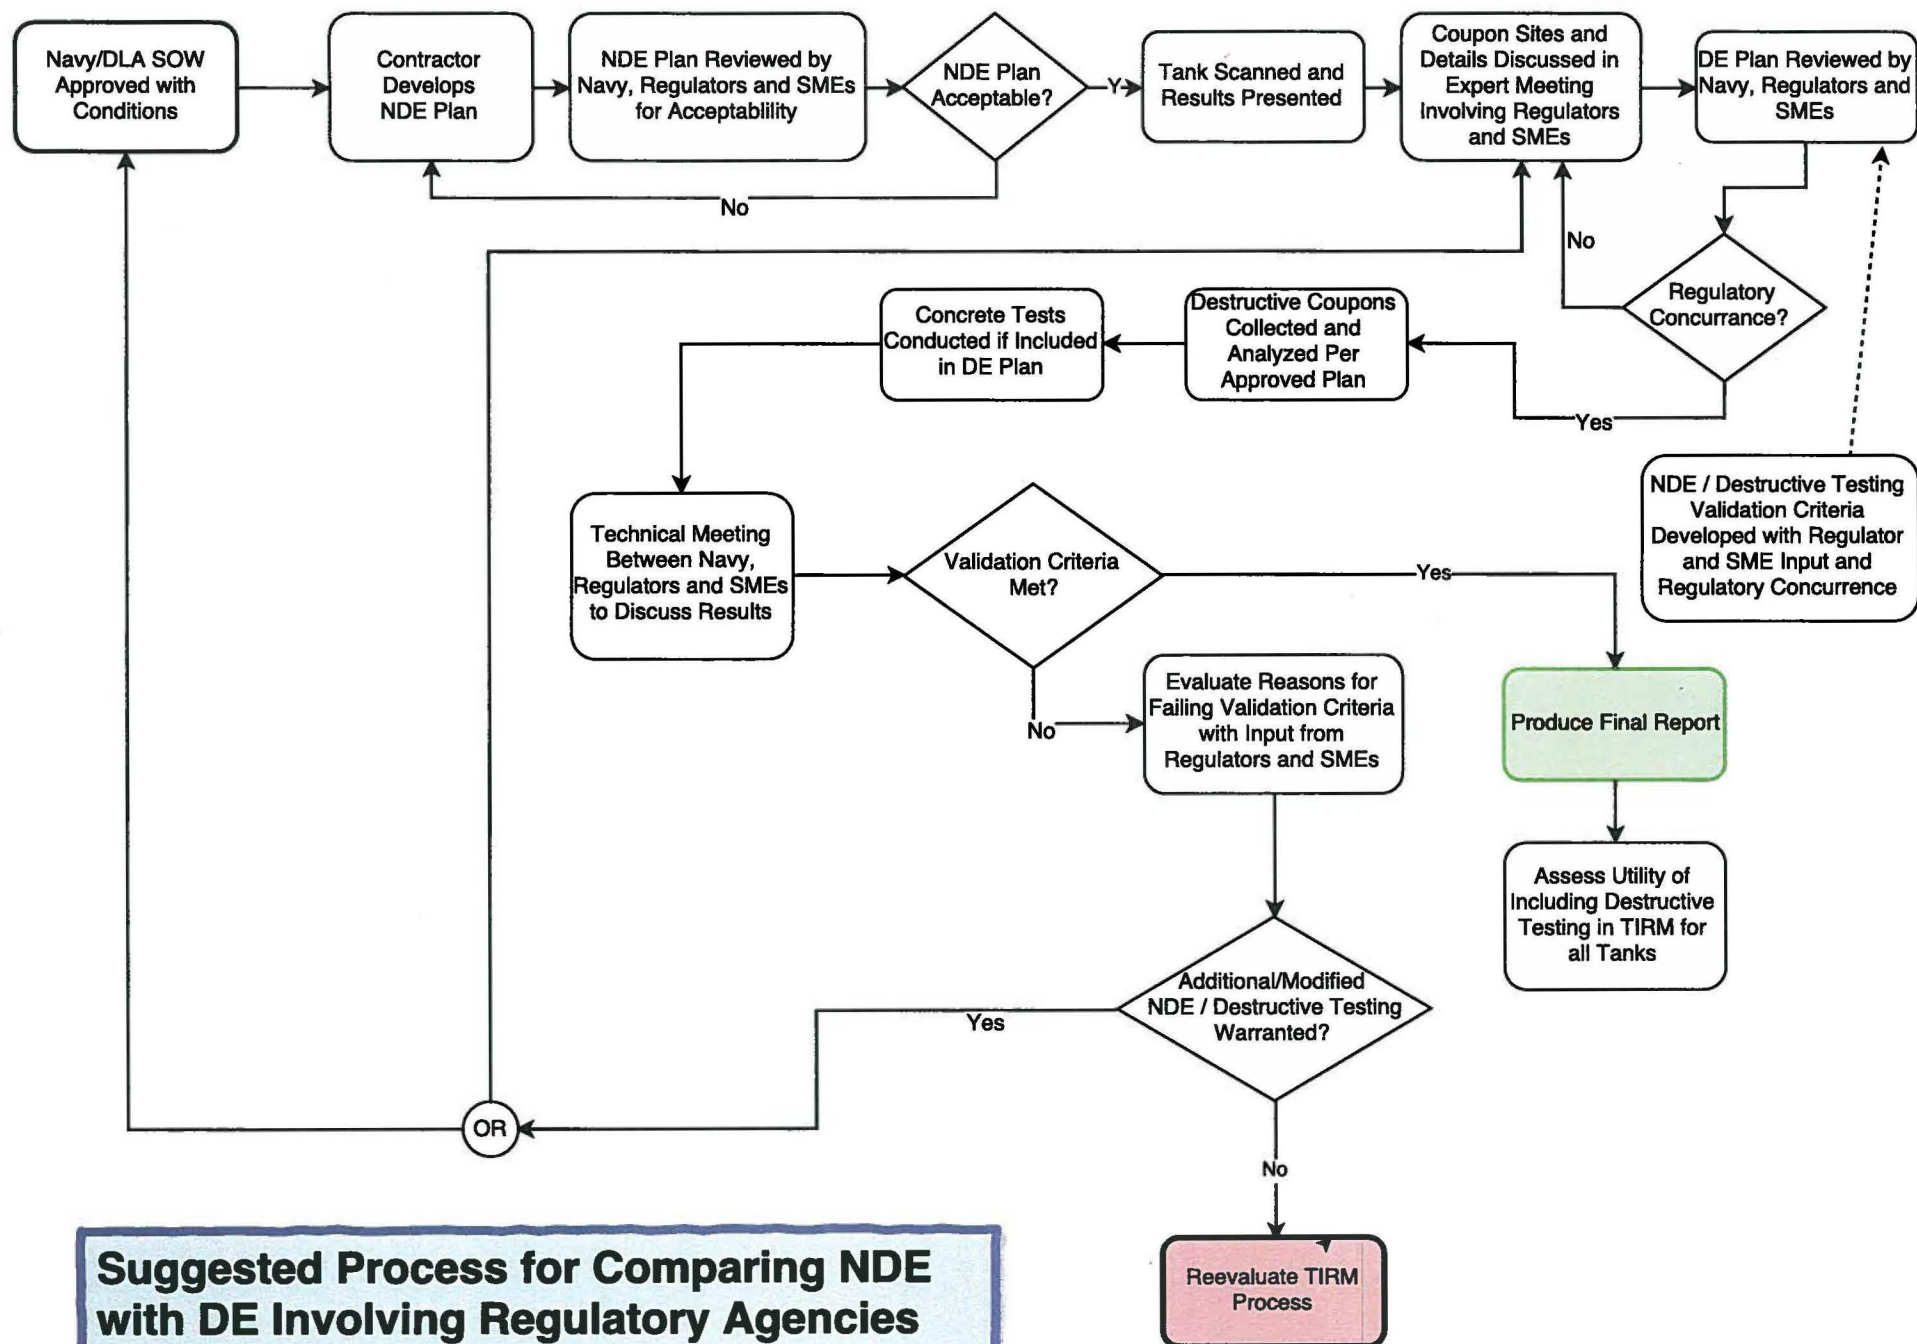 Navy/DLA SOW
Approved with
Conditions
Contractor
Develops
NDE Plan
NDE Plan Reviewed by
Navy, Regulators and SMEs
for Acceptablility
NDE Plan
Acceptable?
Y
No
Tank Scanned and
Results Presented
Coupon Sites and
Details Discussed in
Expert Meeting
Involving Regulators
and SMEs
DE Plan Reviewed by
Navy, Regulators and
SMEs
No
Regulatory
Concurrance?
Yes
Destructive Coupons
Collected and
Analyzed Per
Approved Plan
Concrete Tests
Conducted if Included
in DE Plan
NDE / Destructive Testing
Validation Criteria
Developed with Regulator
and SME Input and
Regulatory Concurrence
Technical Meeting
Between Navy,
Regulators and SMEs
to Discuss Results
Validation Criteria
Met?
Yes
No
Evaluate Reasons for
Failing Validation Criteria
with Input from
Regulators and SMEs
Produce Final Report
Assess Utility of
Including Destructive
Testing in TIRM for
all Tanks
Additional/Modified
NDE / Destructive Testing
Warranted?
Yes
OR
No
Reevaluate TIRM
Process
Suggested Process for Comparing NDE
with DE Involving Regulatory Agencies